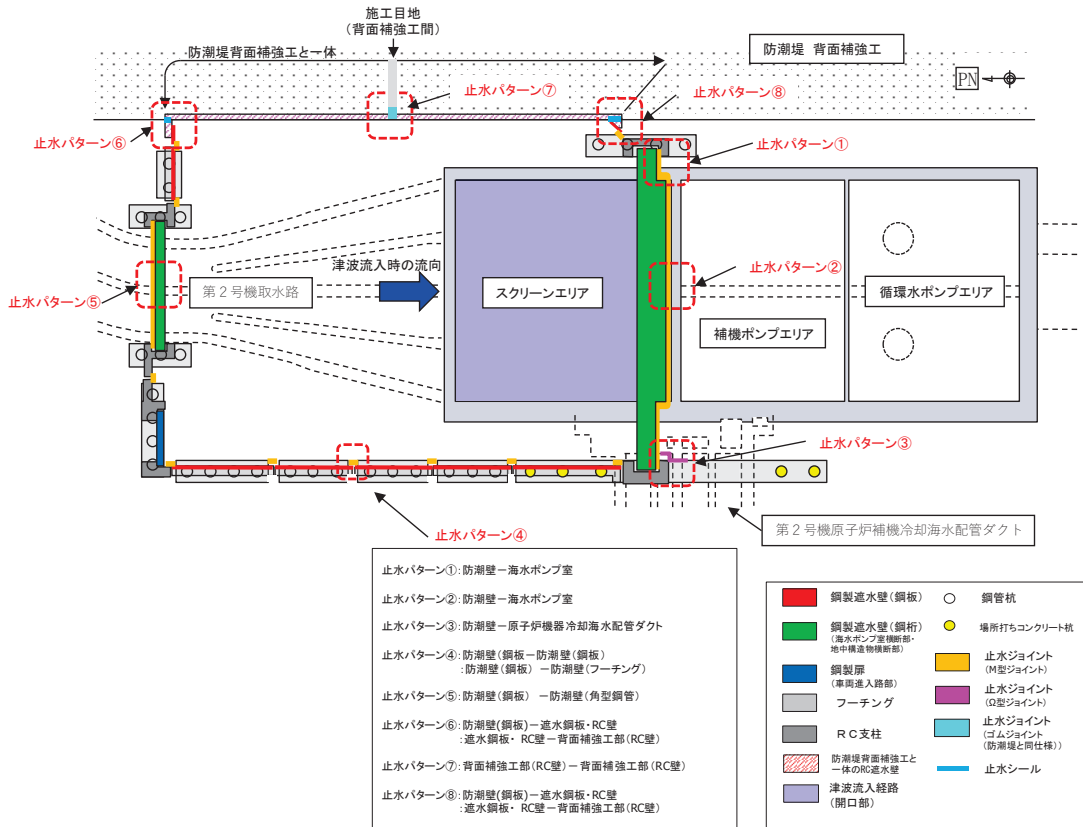 施工目地
(背面補強工間)
防潮堤背面補強工と一体
防潮堤 背面補強工
PN
止水パターン⑦
止水パターン⑧
止水パターン⑥
止水パターン①
津波流入時の流向
止水パターン②
第2号機取水路
スクリーンエリア
循環水ポンプエリア
止水パターン⑤
補機ポンプエリア
止水パターン③
第2号機原子炉補機冷却海水配管ダクト
止水パターン④
止水パターン①:防潮壁-海水ポンプ室
止水パターン②:防潮壁-海水ポンプ室
止水パターン③:防潮壁-原子炉機器冷却海水配管ダクト
止水パターン④:防潮壁(鋼板-防潮壁(鋼板)
:防潮壁(鋼板) -防潮壁(フーチング)
止水パターン⑤:防潮壁(鋼板) -防潮壁(角型鋼管)
止水パターン⑥:防潮壁(鋼板)-遮水鋼板・RC壁
:遮水鋼板・ RC壁-背面補強工部(RC壁)
止水パターン⑦:背面補強工部(RC壁)-背面補強工部(RC壁)
止水パターン⑧:防潮壁(鋼板)-遮水鋼板・RC壁
:遮水鋼板・ RC壁-背面補強工部(RC壁)
鋼製遮水壁(鋼板)
鋼製遮水壁(鋼桁)
(海水ポンプ室横断部・
地中構造物横断部)
鋼製扉
(車両進入路部)
フーチング
RC支柱
防潮堤背面補強工と
一体のRC遮水壁
津波流入経路
(開口部)
鋼管杭
場所打ちコンクリート杭
止水ジョイント
(M型ジョイント)
止水ジョイント
(Ω型ジョイント)
止水ジョイント
(ゴムジョイント
(防潮堤と同仕様))
止水シール